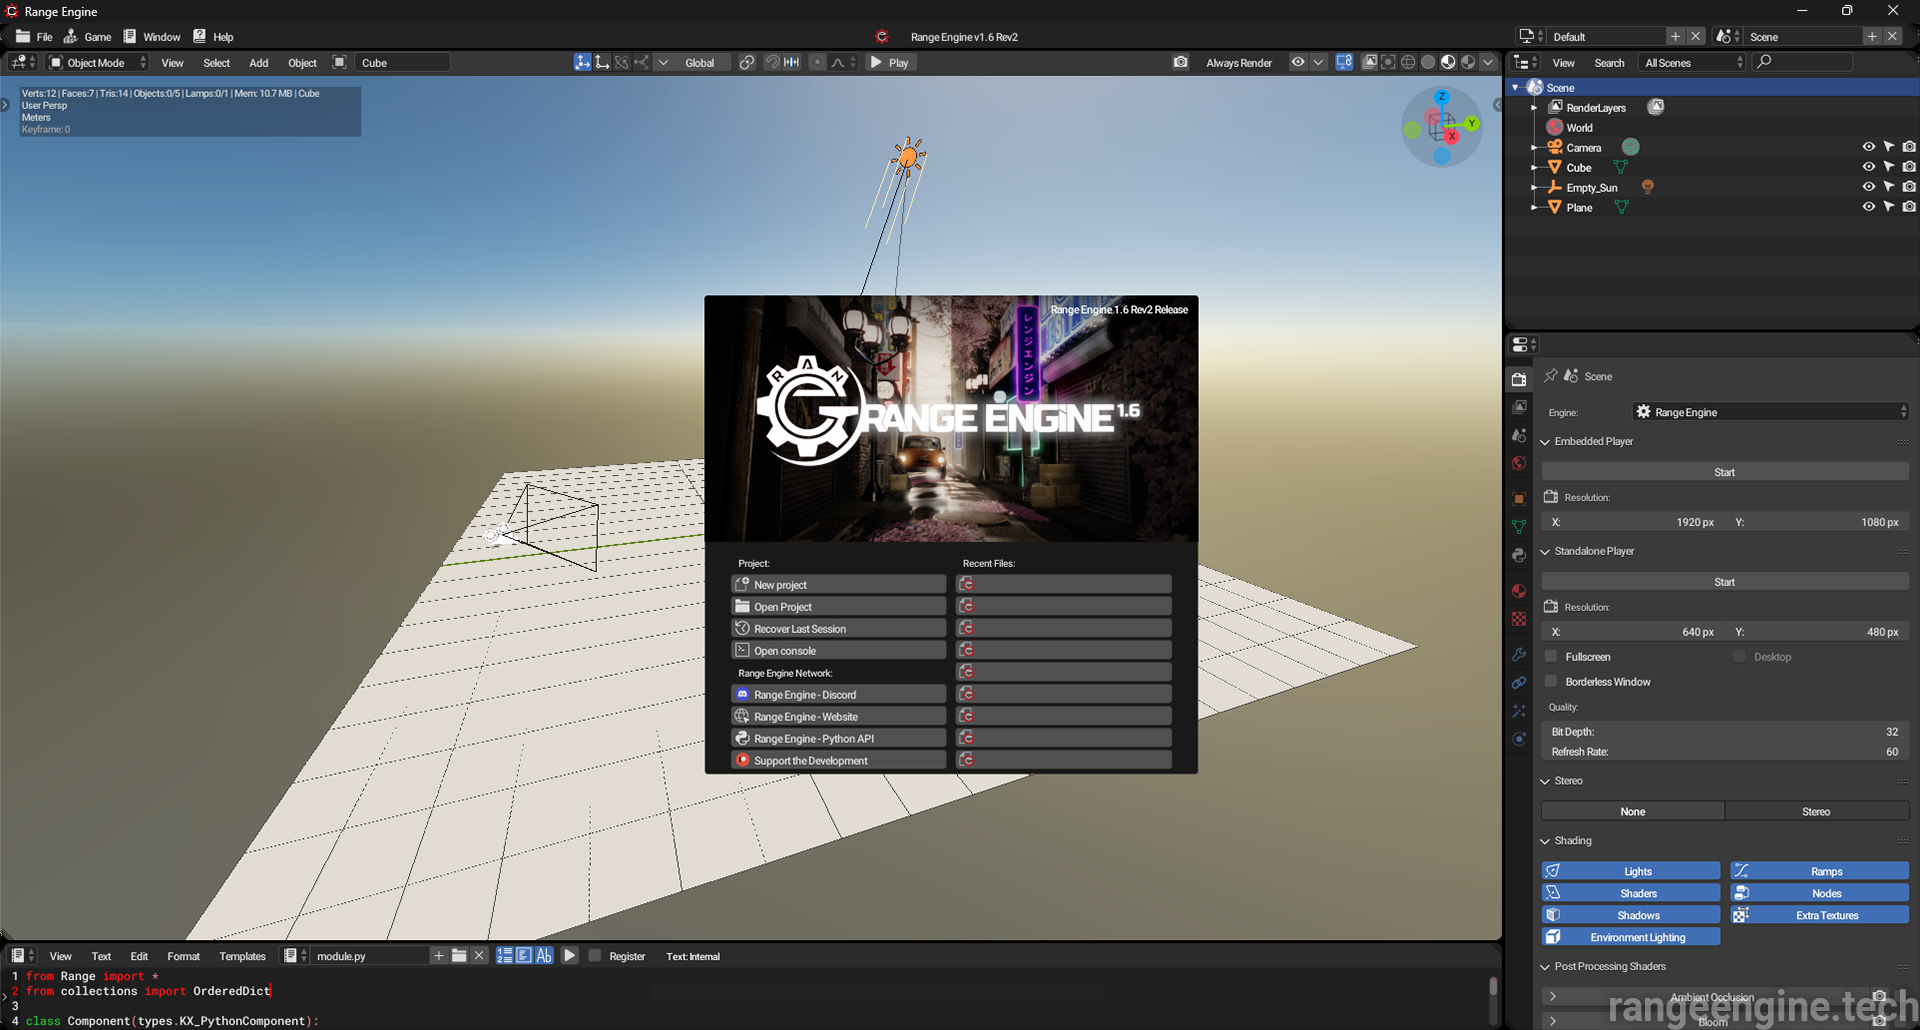 Range Engine
File Game Window Help
Range Engine v1.6 Rev2
Default
Scene
Object Mode View Select Add Object Cube
Global
Play
Always Render
View Search All Scenes
Verts:12 | Faces:7 | Tris:14 | Objects:0/5 | Lamps:0/1 | Mem: 10.7 MB | Cube
User Persp
Meters
Keyframe: 0
Z
Y
X
Scene
RenderLayers
World
Camera
Cube
Empty_Sun
Plane
Range Engine 1.6 Rev2 Release
レンジエンジン
RAN
RANGE ENGINE 1.6
Project:
New project
Open Project
Recover Last Session
Open console
Range Engine Network:
Range Engine - Discord
Range Engine - Website
Range Engine - Python API
Support the Development
Recent Files:
Scene
Engine: Range Engine
Embedded Player
Start
Resolution:
X: 1920 px Y: 1080 px
Standalone Player
Start
Resolution:
X: 640 px Y: 480 px
Fullscreen Desktop
Borderless Window
Quality:
Bit Depth: 32
Refresh Rate: 60
Stereo
None Stereo
Shading
Lights Ramps
Shaders Nodes
Shadows Extra Textures
Environment Lighting
Post Processing Shaders
Ambient Occlusion
Bloom
View Text Edit Format Templates module.py
Register Text: Internal
1 from Range import *
2 from collections import OrderedDict
3
4 class Component(types.KX_PythonComponent):
rangeengine.tech